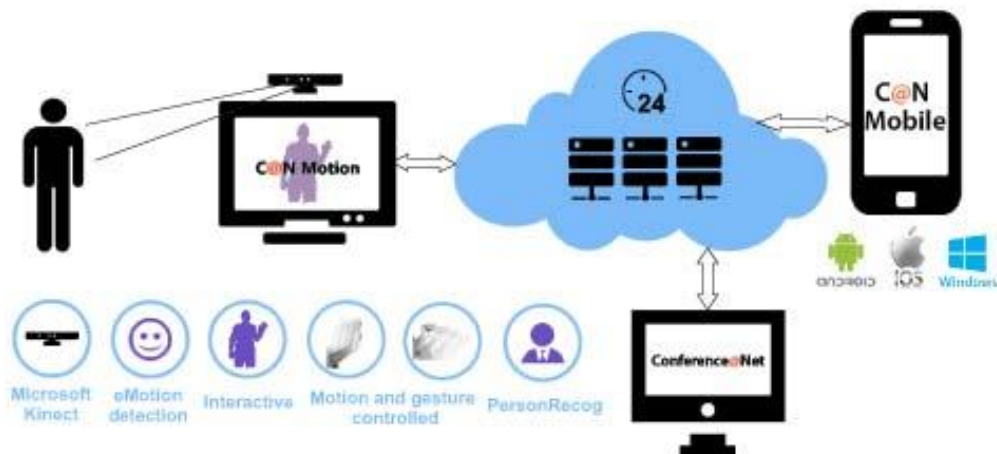 24
C@N
Mobile
C@N Motion
android
iOS
Windows
Conference@Net
Microsoft
Kinect
eMotion
detection
Interactive
Motion and gesture
controlled
PersonRecog